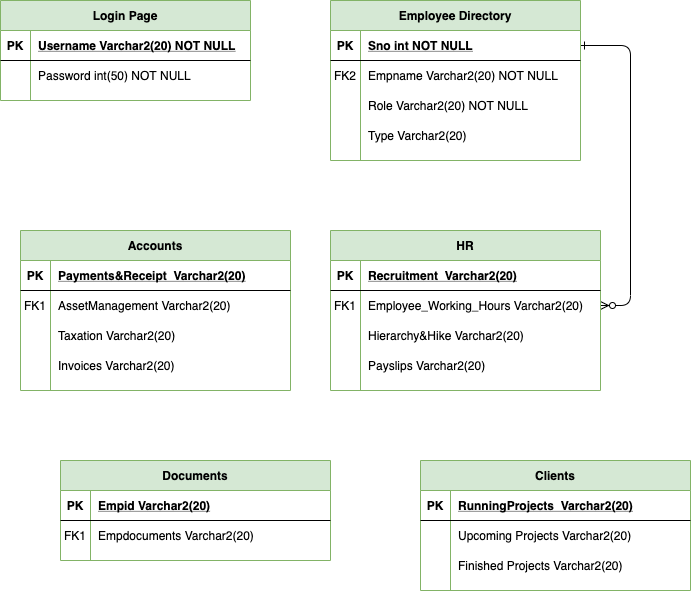 Login Page
PK Username Varchar2(20) NOT NULL
Password int(50) NOT NULL
Employee Directory
PK Sno int NOT NULL
FK2 Empname Varchar2(20) NOT NULL
Role Varchar2(20) NOT NULL
Type Varchar2(20)
Accounts
PK Payments&Receipt Varchar2(20)
FK1 AssetManagement Varchar2(20)
Taxation Varchar2(20)
Invoices Varchar2(20)
HR
PK Recruitment Varchar2(20)
FK1 Employee_Working_Hours Varchar2(20)
Hierarchy&Hike Varchar2(20)
Payslips Varchar2(20)
Documents
PK Empid Varchar2(20)
FK1 Empdocuments Varchar2(20)
Clients
PK RunningProjects Varchar2(20)
Upcoming Projects Varchar2(20)
Finished Projects Varchar2(20)